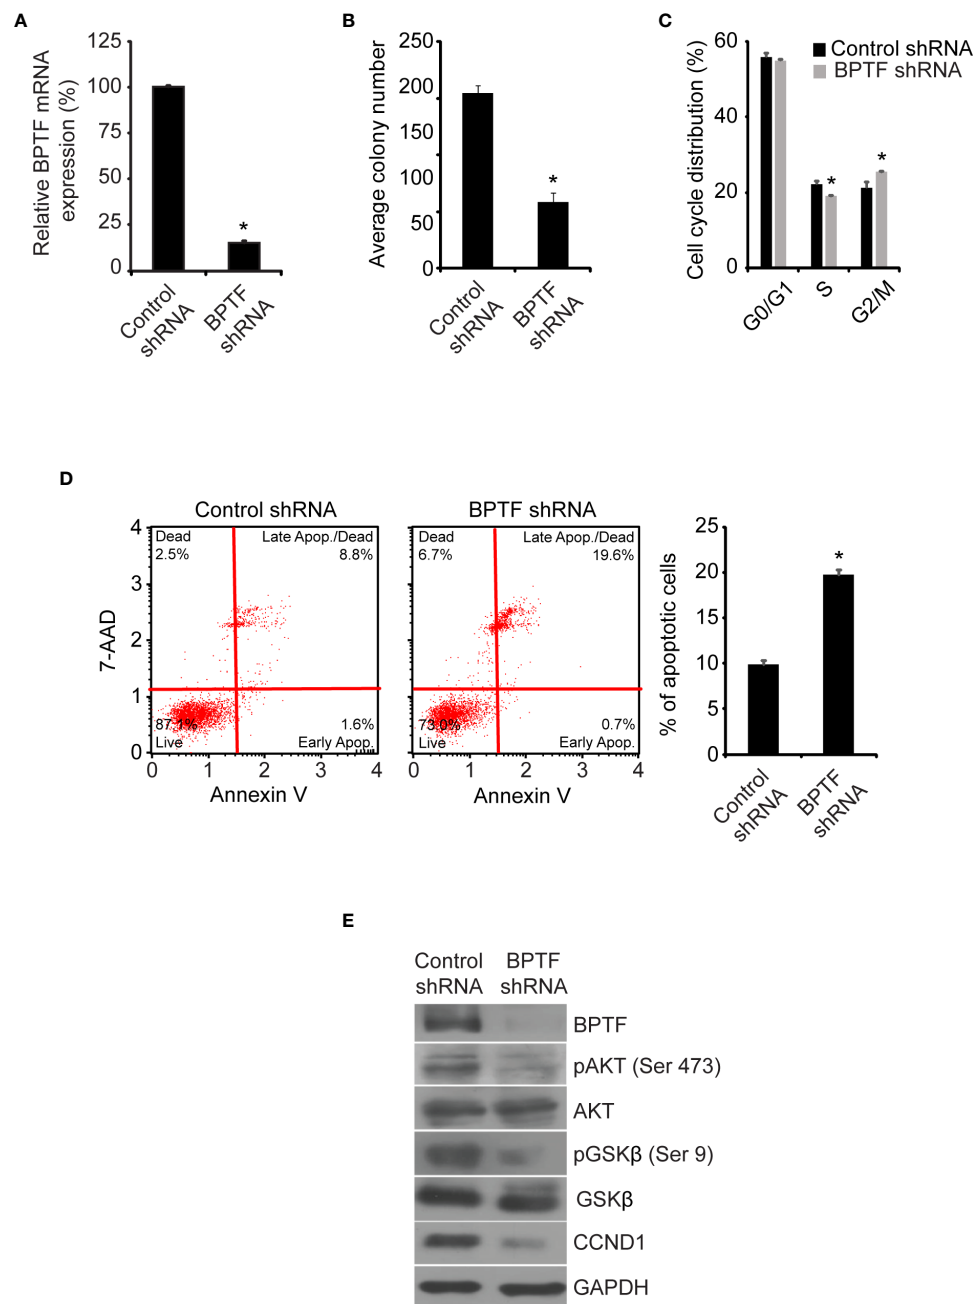 A
Relative BPTF mRNA
expression (%)
125
100
75
50
25
0
*
Control
shRNA
BPTF
shRNA
B
Average colony number
250
200
150
100
50
0
*
Control
shRNA
BPTF
shRNA
C
Cell cycle distribution (%)
60
40
20
0
Control shRNA
BPTF shRNA
*
*
G0/G1
S
G2/M
D
Control shRNA
7-AAD
4
3
2
1
0
Dead
2.5%
Late Apop./Dead
8.8%
87.1%
Live
1.6%
Early Apop.
0 1 2 3 4
Annexin V
BPTF shRNA
Dead
6.7%
Late Apop./Dead
19.6%
73.0%
Live
0.7%
Early Apop.
0 1 2 3 4
Annexin V
% of apoptotic cells
25
20
15
10
5
0
*
Control
shRNA
BPTF
shRNA
E
Control
shRNA
BPTF
shRNA
BPTF
pAKT (Ser 473)
AKT
pGSKβ (Ser 9)
GSKβ
CCND1
GAPDH